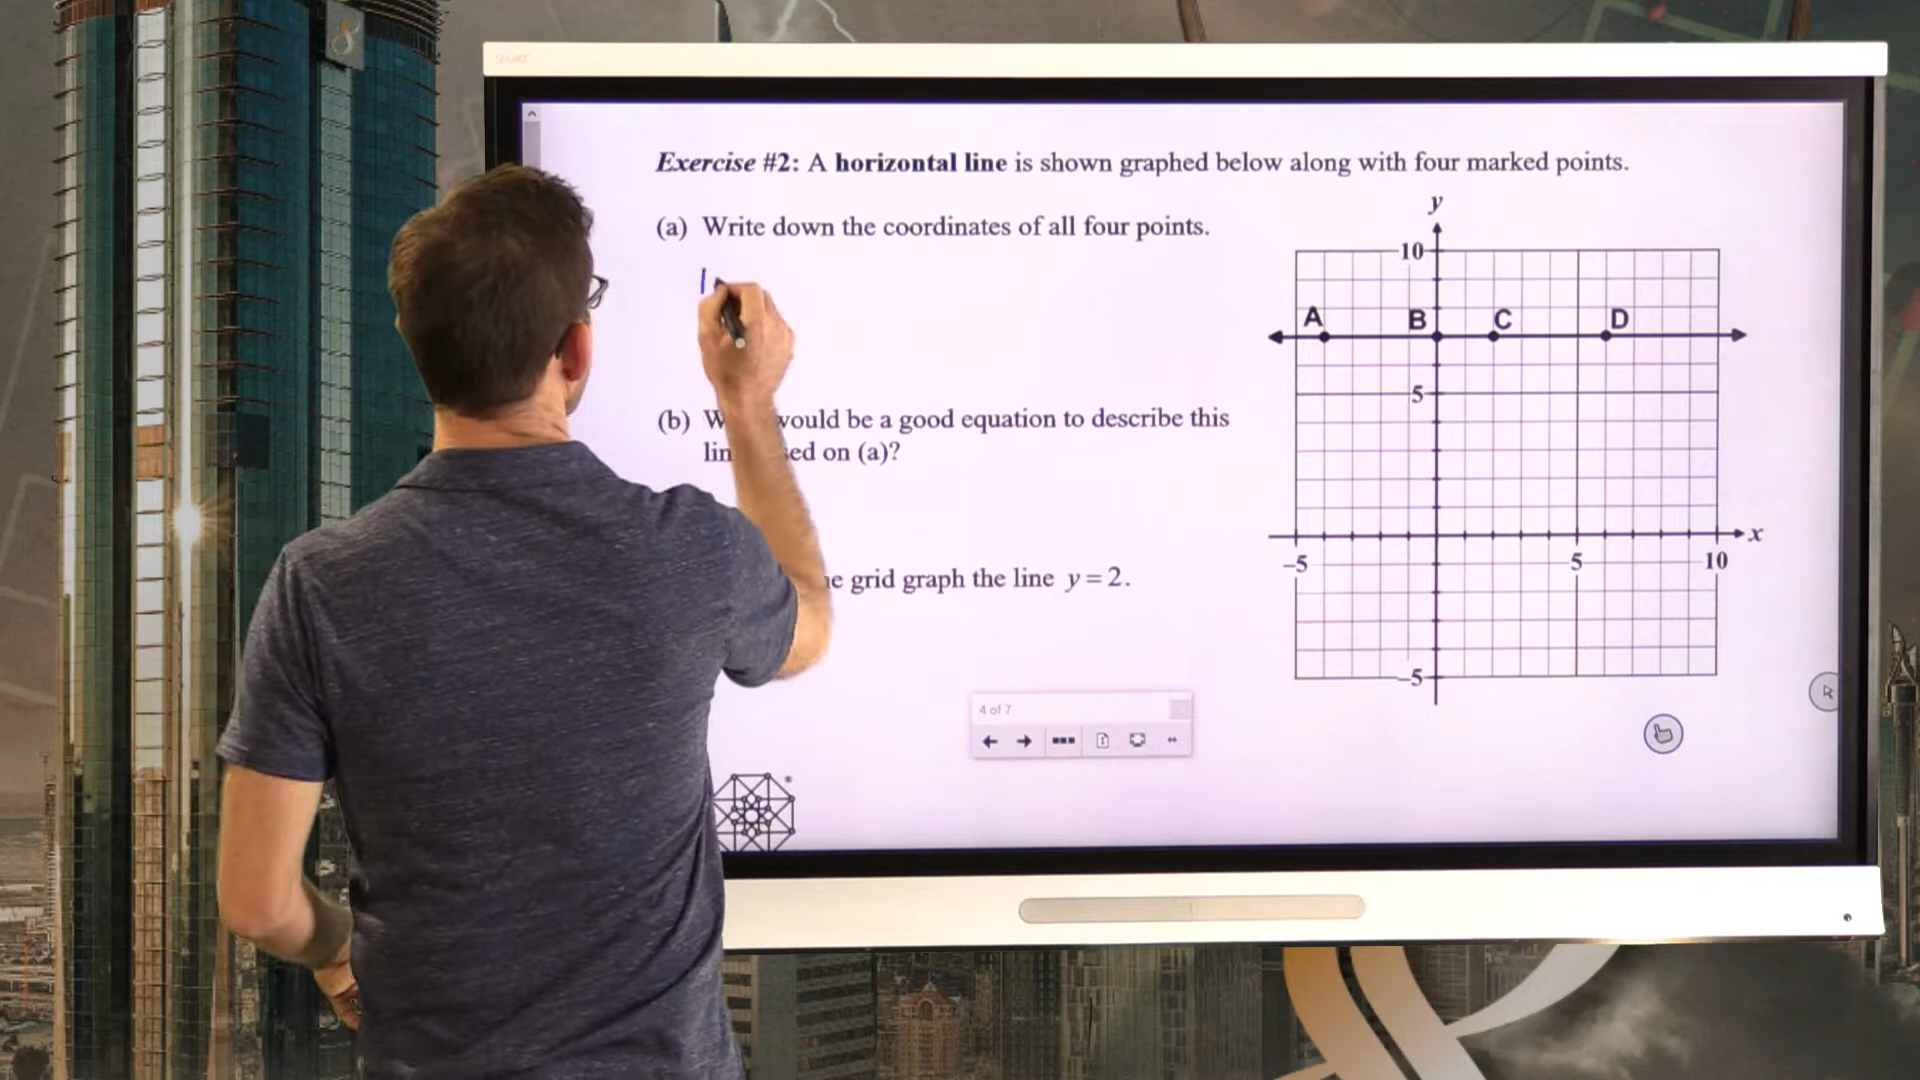 SMART
Exercise #2: A horizontal line is shown graphed below along with four marked points.
(a) Write down the coordinates of all four points.
(b) would be a good equation to describe this
on (a)?
grid graph the line y = 2.
y
10
A B C D
5
x
–5 5 10
–5
4 of 7